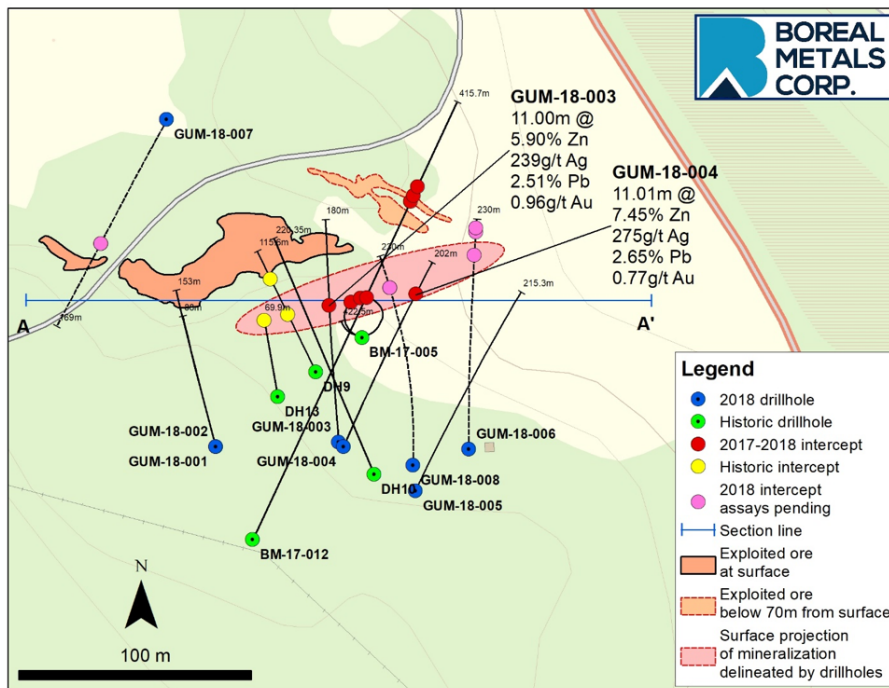 BOREAL
METALS
CORP.
GUM-18-003
11.00m @
5.90% Zn
239g/t Ag
2.51% Pb
0.96g/t Au
GUM-18-004
11.01m @
7.45% Zn
275g/t Ag
2.65% Pb
0.77g/t Au
415.7m
GUM-18-007
180m
220.35m
115.6m
230m
230m
202m
153m
215.3m
69.9m
422.5m
169m
A
A'
BM-17-005
DH9
DH13
GUM-18-003
GUM-18-002
GUM-18-001
GUM-18-004
GUM-18-006
DH10
GUM-18-008
GUM-18-005
BM-17-012
N
100 m
Legend
2018 drillhole
Historic drillhole
2017-2018 intercept
Historic intercept
2018 intercept
assays pending
Section line
Exploited ore
at surface
Exploited ore
below 70m from surface
Surface projection
of mineralization
delineated by drillholes